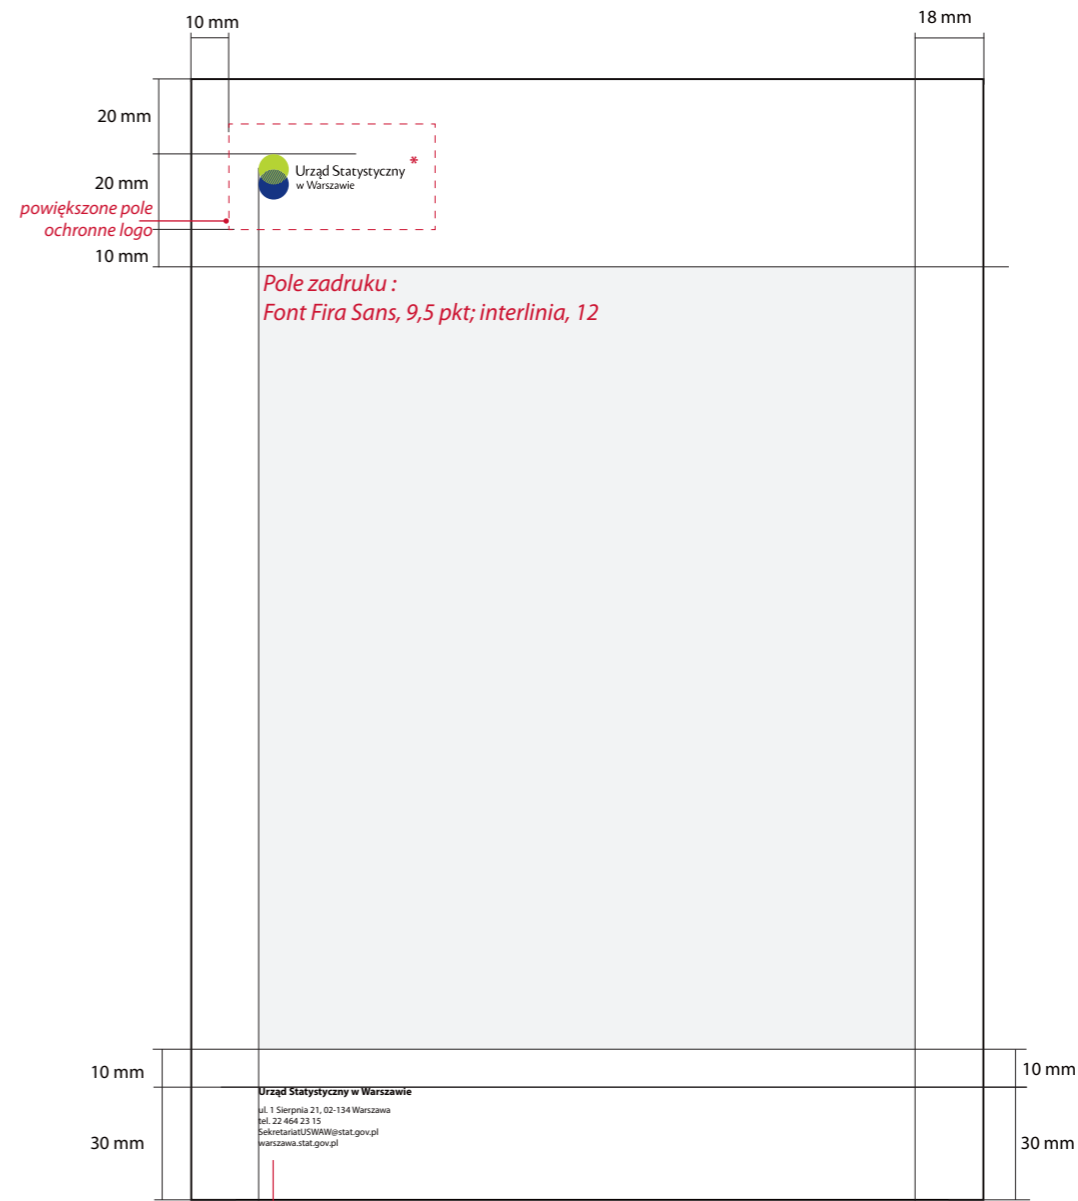 10 mm
18 mm
20 mm
Urząd Statystyczny *
w Warszawie
20 mm
powiększone pole
ochronne logo
10 mm
Pole zadruku :
Font Fira Sans, 9,5 pkt; interlinia, 12
10 mm
10 mm
Urząd Statystyczny w Warszawie
ul. 1 Sierpnia 21, 02-134 Warszawa
tel. 22 464 23 15
SekretariatUSWAW@stat.gov.pl
warszawa.stat.gov.pl
30 mm
30 mm